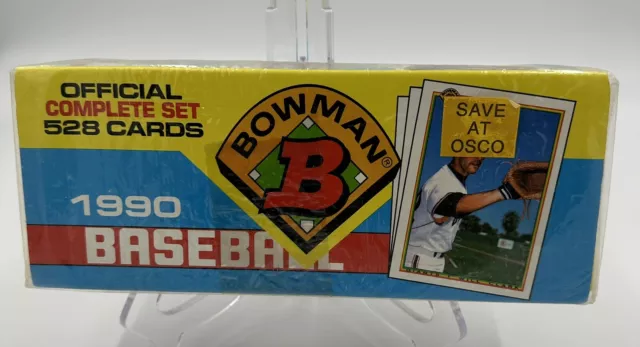 OFFICIAL
COMPLETE SET
528 CARDS
BOWMAN®
B
1990
BASEBALL
SAVE
AT
OSCO